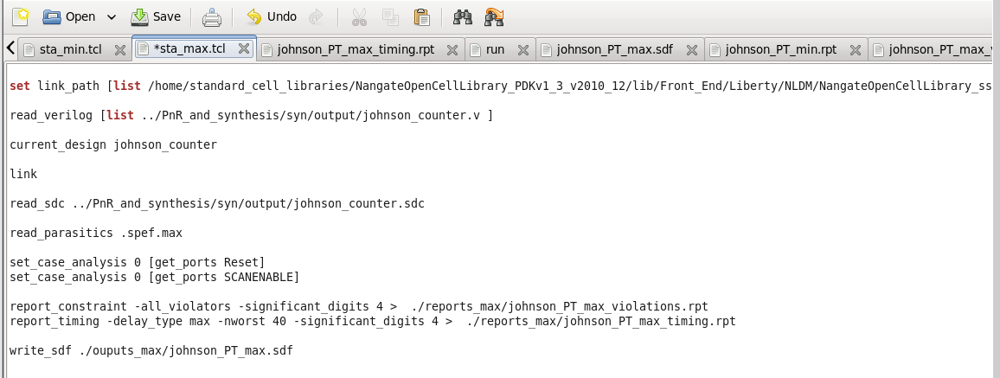 Open Save Undo
sta_min.tcl *sta_max.tcl johnson_PT_max_timing.rpt run johnson_PT_max.sdf johnson_PT_min.rpt johnson_PT_max_
set link_path [list /home/standard_cell_libraries/NangateOpenCellLibrary_PDKv1_3_v2010_12/lib/Front_End/Liberty/NLDM/NangateOpenCellLibrary_ss
read_verilog [list ../PnR_and_synthesis/syn/output/johnson_counter.v ]
current_design johnson_counter
link
read_sdc ../PnR_and_synthesis/syn/output/johnson_counter.sdc
read_parasitics .spef.max
set_case_analysis 0 [get_ports Reset]
set_case_analysis 0 [get_ports SCANENABLE]
report_constraint -all_violators -significant_digits 4 >  ./reports_max/johnson_PT_max_violations.rpt
report_timing -delay_type max -nworst 40 -significant_digits 4 >  ./reports_max/johnson_PT_max_timing.rpt
write_sdf ./ouputs_max/johnson_PT_max.sdf